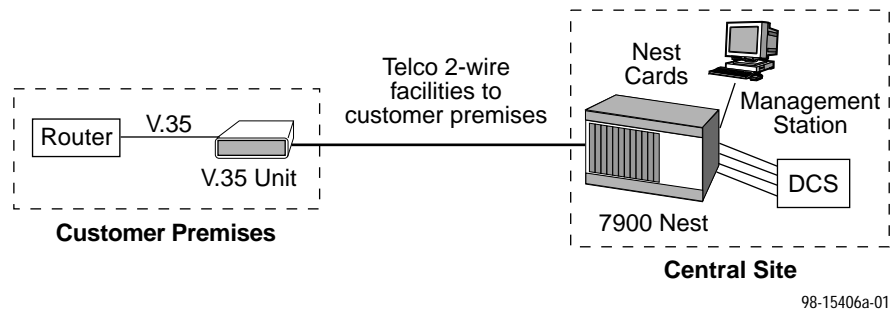 Router
V.35
V.35 Unit
Customer Premises
Telco 2-wire
facilities to
customer premises
Nest
Cards
Management
Station
DCS
7900 Nest
Central Site
98-15406a-01